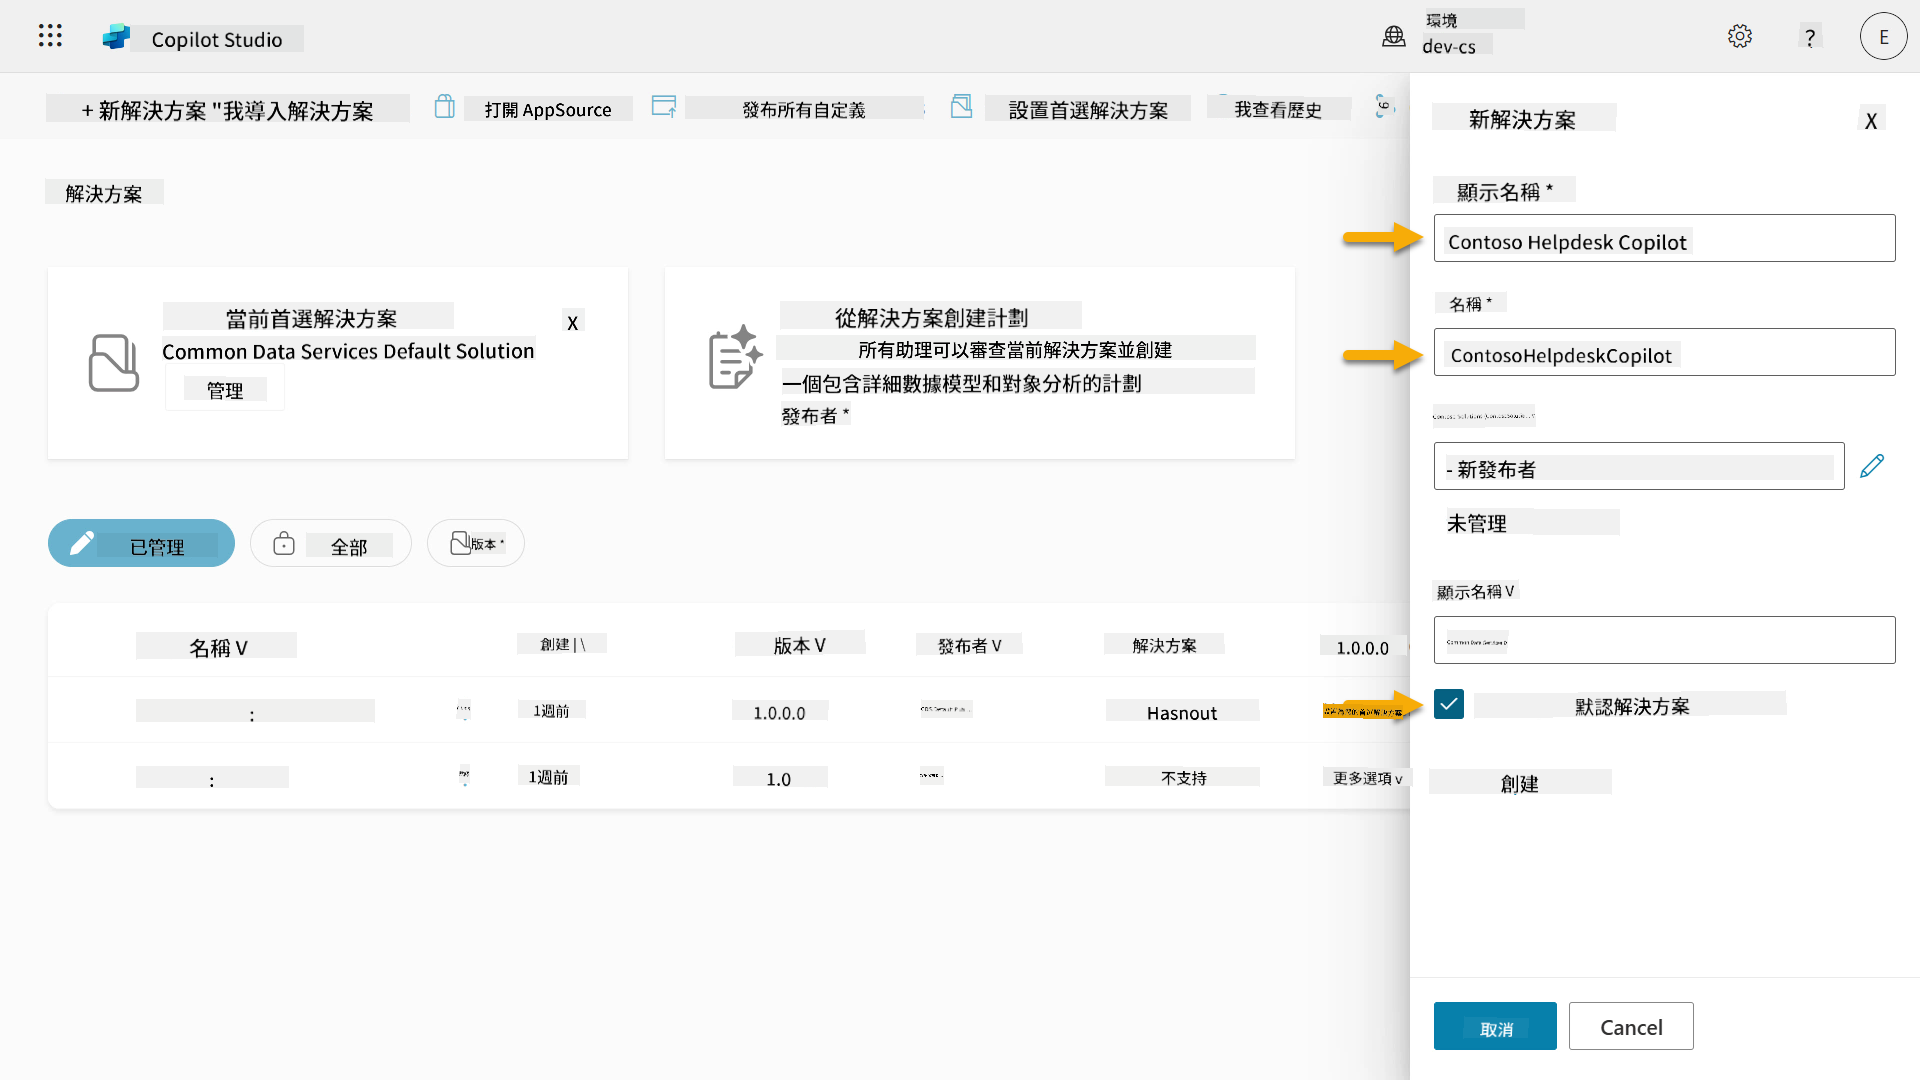 Copilot Studio
環境
dev-cs
?
E
+ 新解決方案 "我導入解決方案
打開 AppSource
發布所有自定義
設置首選解決方案
我查看歷史
新解決方案
X
解決方案
顯示名稱 *
Contoso Helpdesk Copilot
名稱 *
ContosoHelpdeskCopilot
當前首選解決方案
X
Common Data Services Default Solution
管理
從解決方案創建計劃
所有助理可以審查當前解決方案並創建
一個包含詳細數據模型和對象分析的計劃
發布者 *
- 新發布者
未管理
已管理
全部
版本 *
顯示名稱 V
Common Data Services D
默認解決方案
創建
名稱 V
創建 | \
版本 V
發布者 V
解決方案
1.0.0.0
:
1週前
1.0.0.0
Hasnout
:
1週前
1.0
不支持
更多選項 v
取消
Cancel